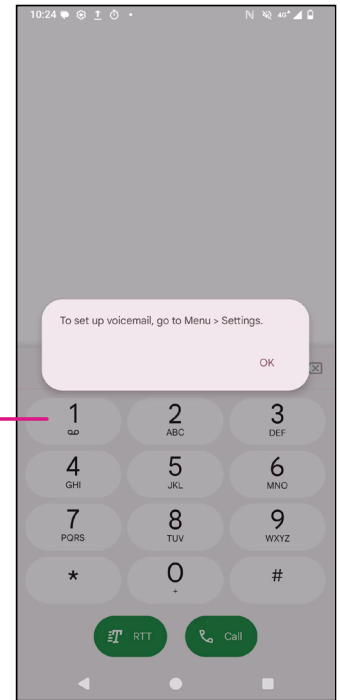 10:24
4G+
To set up voicemail, go to Menu > Settings.
OK
1
2 ABC
3 DEF
4 GHI
5 JKL
6 MNO
7 PQRS
8 TUV
9 WXYZ
*
0 +
#
RTT
Call